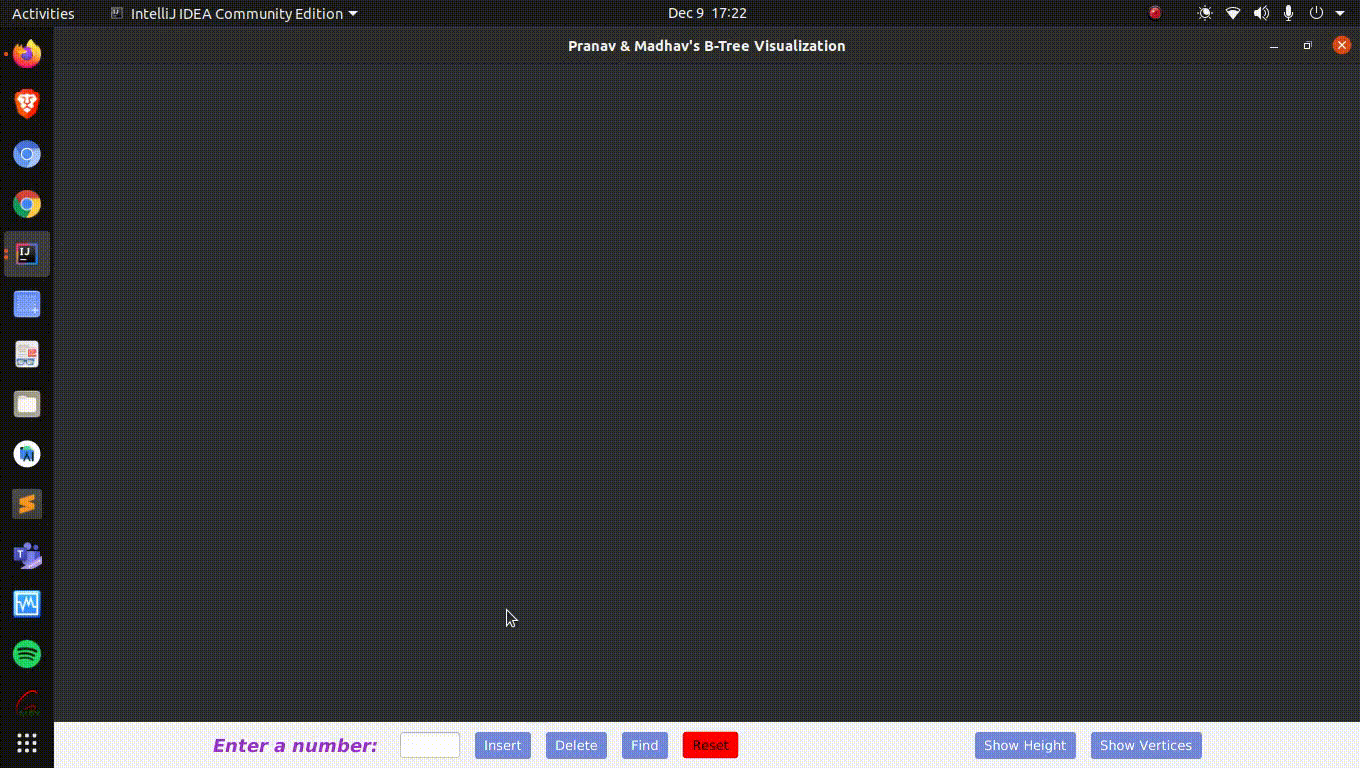 Activities IntelliJ IDEA Community Edition Dec 9 17:22
Pranav & Madhav's B-Tree Visualization
IJ
T
Enter a number: Insert Delete Find Reset Show Height Show Vertices